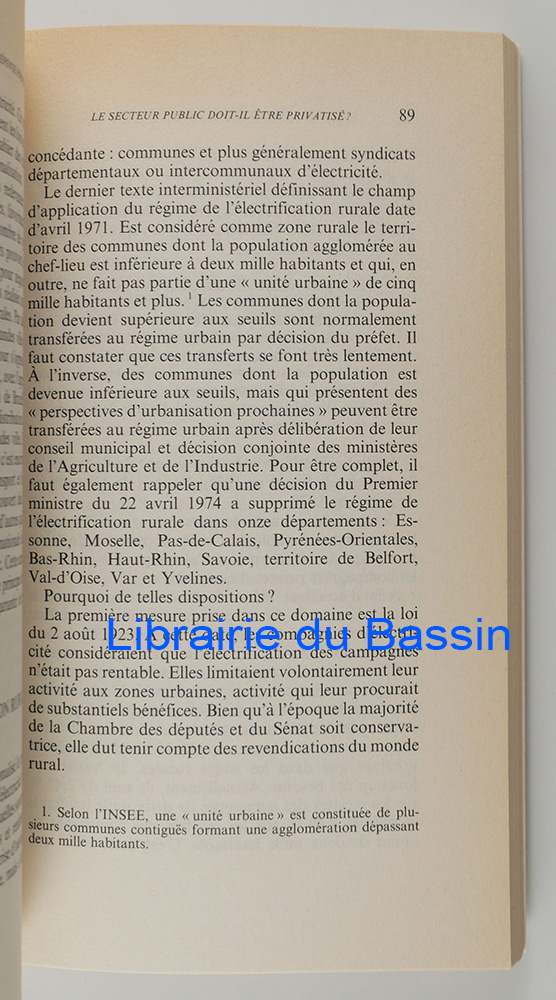 LE SECTEUR PUBLIC DOIT-IL ÊTRE PRIVATISÉ ? 89
concédante : communes et plus généralement syndicats
départementaux ou intercommunaux d'électricité.
Le dernier texte interministériel définissant le champ
d'application du régime de l'électrification rurale date
d'avril 1971. Est considéré comme zone rurale le terri-
toire des communes dont la population agglomérée au
chef-lieu est inférieure à deux mille habitants et qui, en
outre, ne fait pas partie d'une « unité urbaine » de cinq
mille habitants et plus. 1 Les communes dont la popula-
tion devient supérieure aux seuils sont normalement
transférées au régime urbain par décision du préfet. Il
faut constater que ces transferts se font très lentement.
À l'inverse, des communes dont la population est
devenue inférieure aux seuils, mais qui présentent des
« perspectives d'urbanisation prochaines » peuvent être
transférées au régime urbain après délibération de leur
conseil municipal et décision conjointe des ministères
de l'Agriculture et de l'Industrie. Pour être complet, il
faut également rappeler qu'une décision du Premier
ministre du 22 avril 1974 a supprimé le régime de
l'électrification rurale dans onze départements : Es-
sonne, Moselle, Pas-de-Calais, Pyrénées-Orientales,
Bas-Rhin, Haut-Rhin, Savoie, territoire de Belfort,
Val-d'Oise, Var et Yvelines.
Pourquoi de telles dispositions ?
La première mesure prise dans ce domaine est la loi
du 2 août 1923. A cette date, les compagnies d'électri-
cité considéraient que l'électrification des campagnes
n'était pas rentable. Elles limitaient volontairement leur
activité aux zones urbaines, activité qui leur procurait
de substantiels bénéfices. Bien qu'à l'époque la majorité
de la Chambre des députés et du Sénat soit conserva-
trice, elle dut tenir compte des revendications du monde
rural.
1. Selon l'INSEE, une « unité urbaine » est constituée de plu-
sieurs communes contiguës formant une agglomération dépassant
deux mille habitants.
Librairie du Bassin